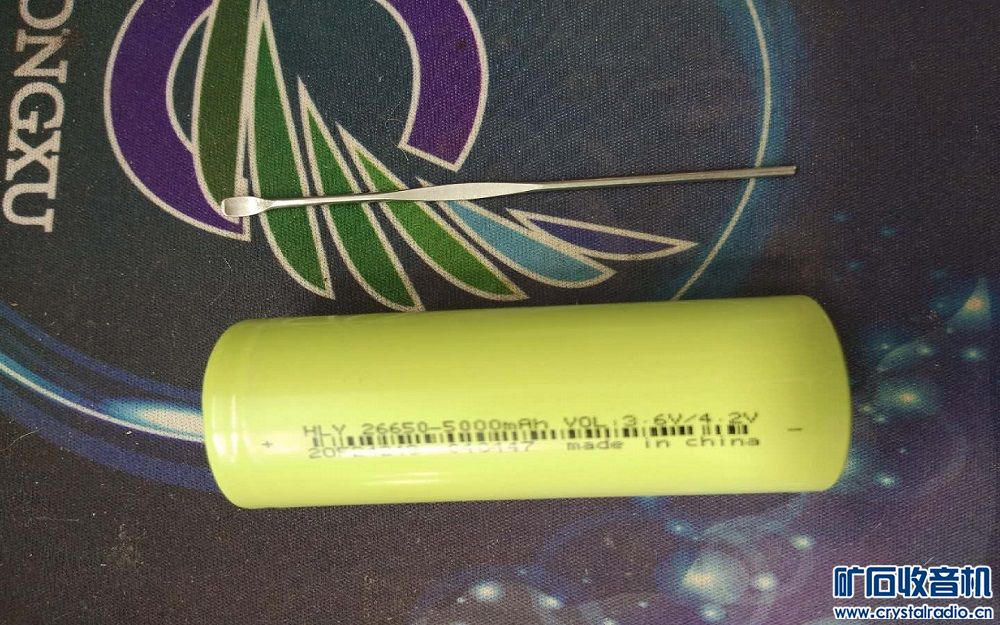 ONGXU
HLY 26650-5000mAh VOL:3.6V/4.2V
+
-
made in china
矿石收音机
www.crystalradio.cn